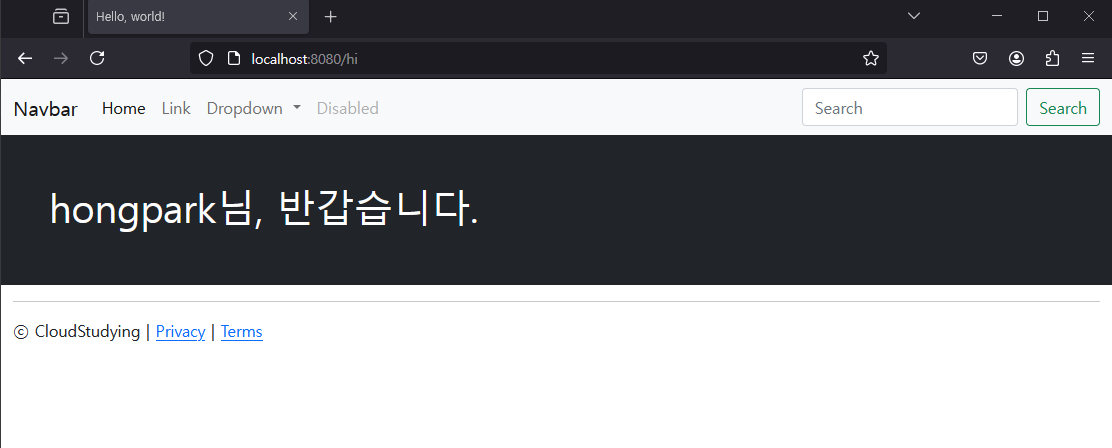 Hello, world!
localhost:8080/hi
Navbar Home Link Dropdown Disabled Search Search
hongpark님, 반갑습니다.
ⓒ CloudStudying | Privacy | Terms